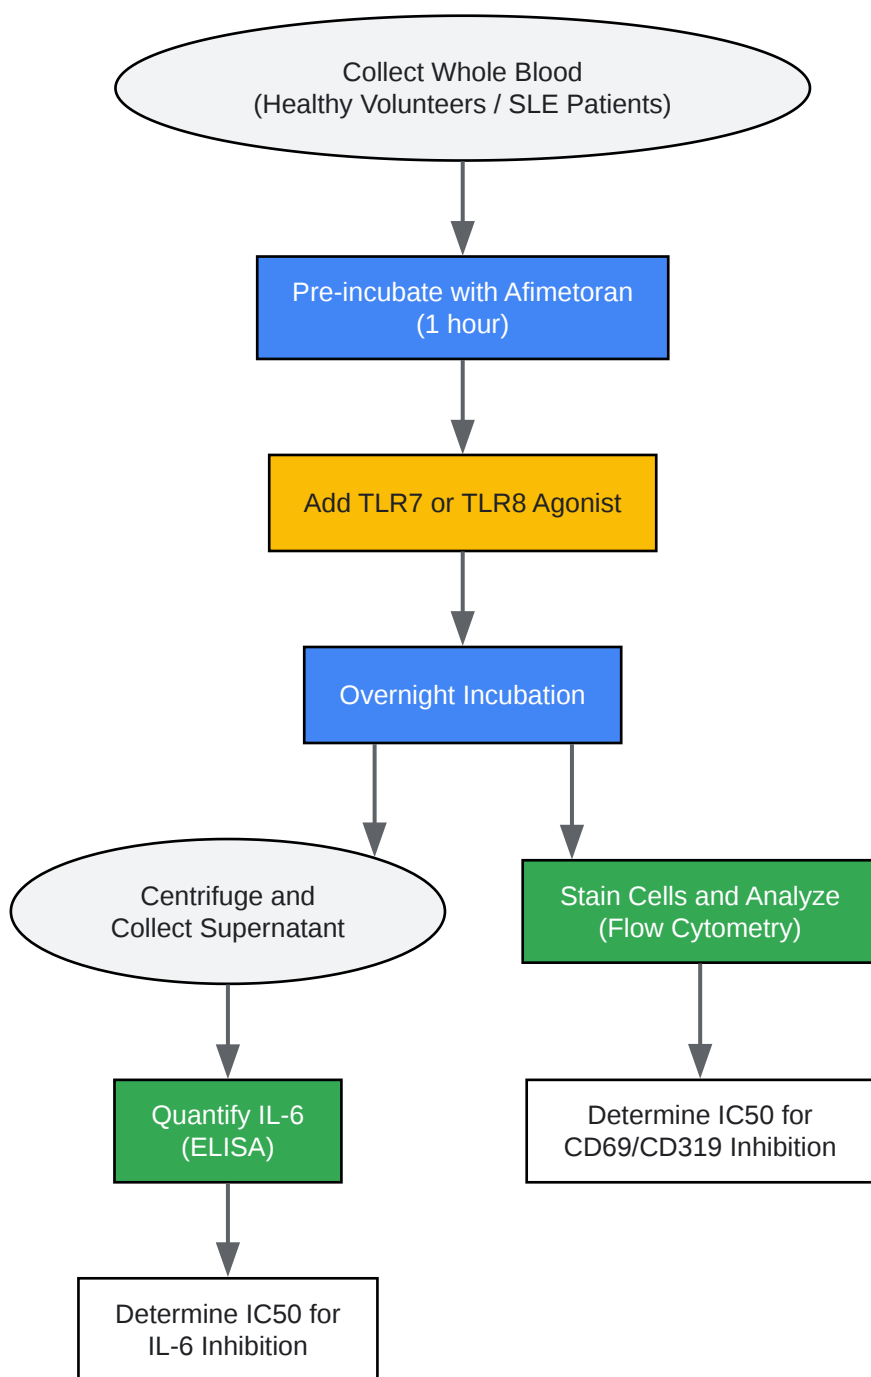 Collect Whole Blood
(Healthy Volunteers / SLE Patients)
Pre-incubate with Afimetoran
(1 hour)
Add TLR7 or TLR8 Agonist
Overnight Incubation
Centrifuge and
Collect Supernatant
Stain Cells and Analyze
(Flow Cytometry)
Quantify IL-6
(ELISA)
Determine IC50 for
CD69/CD319 Inhibition
Determine IC50 for
IL-6 Inhibition